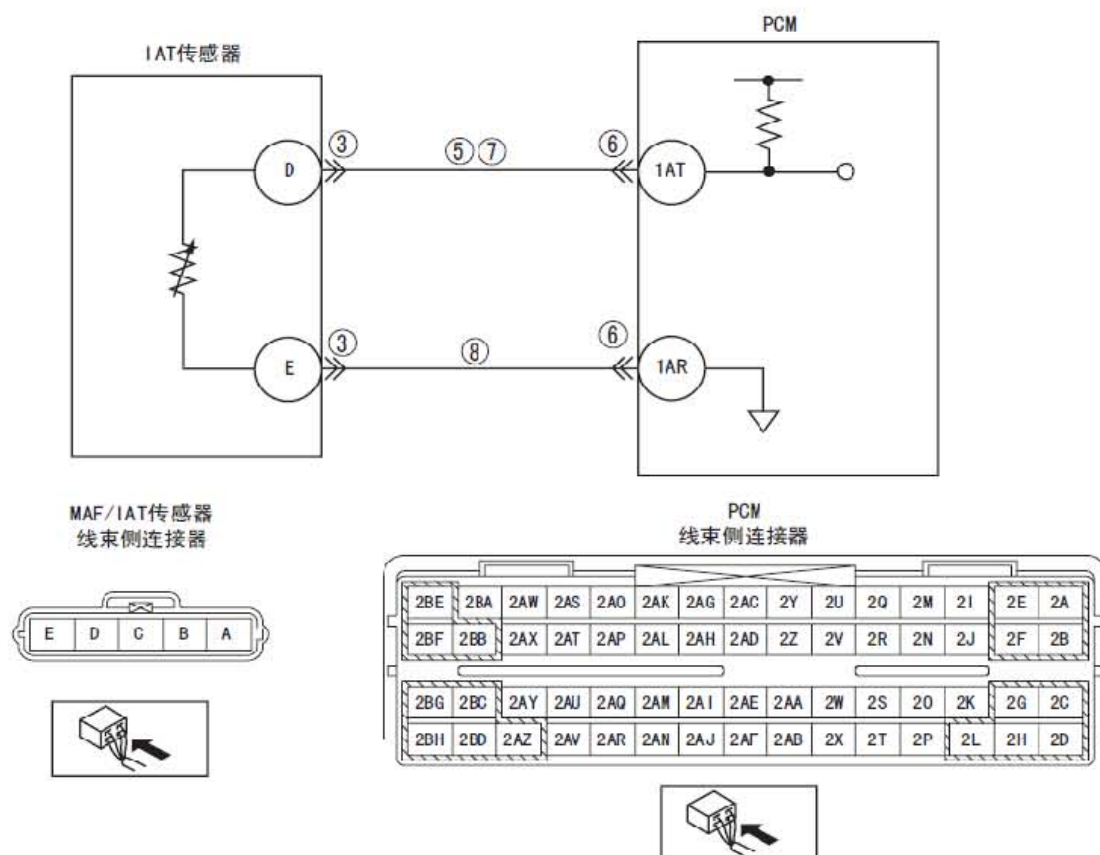 PCM
IAT传感器
③ ⑤⑦ ⑥
D 1AT
③ ⑧ ⑥
E 1AR
MAF/IAT传感器
线束侧连接器
E D C B A
PCM
线束侧连接器
2BE 2BA 2AW 2AS 2AO 2AK 2AG 2AC 2Y 2U 2Q 2M 2I 2E 2A
2BF 2BB 2AX 2AT 2AP 2AL 2AH 2AD 2Z 2V 2R 2N 2J 2F 2B
2BG 2BC 2AY 2AU 2AQ 2AM 2AI 2AE 2AA 2W 2S 2O 2K 2G 2C
2BH 2BD 2AZ 2AV 2AR 2AN 2AJ 2AF 2AB 2X 2T 2P 2L 2H 2D